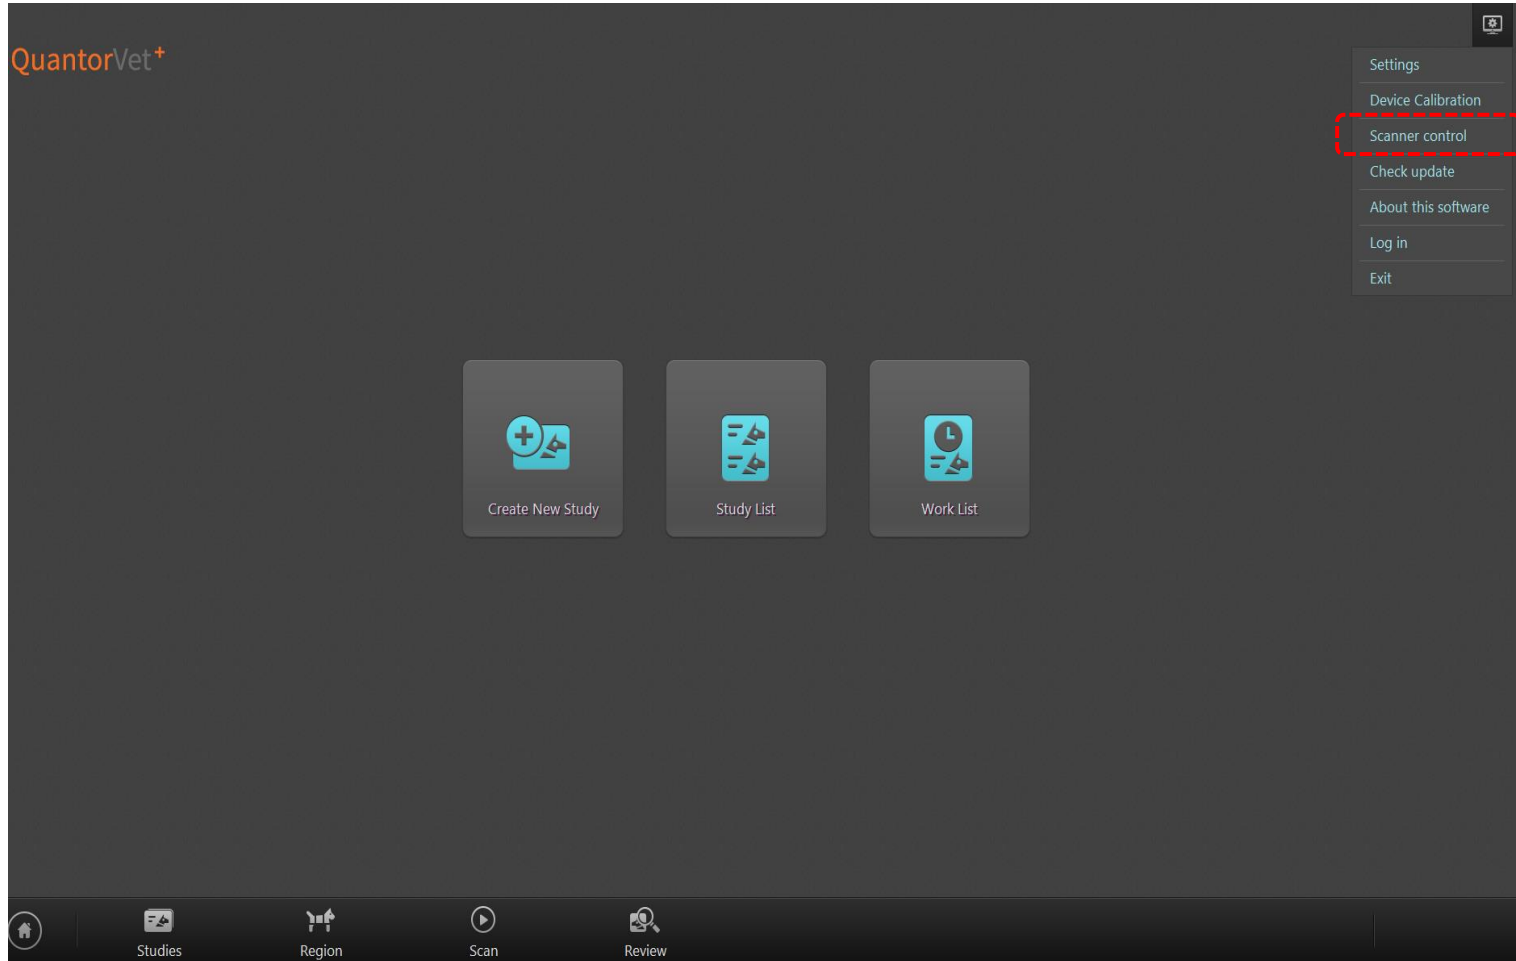 QuantorVet+
Settings
Device Calibration
Scanner control
Check update
About this software
Log in
Exit
Create New Study
Study List
Work List
Studies
Region
Scan
Review